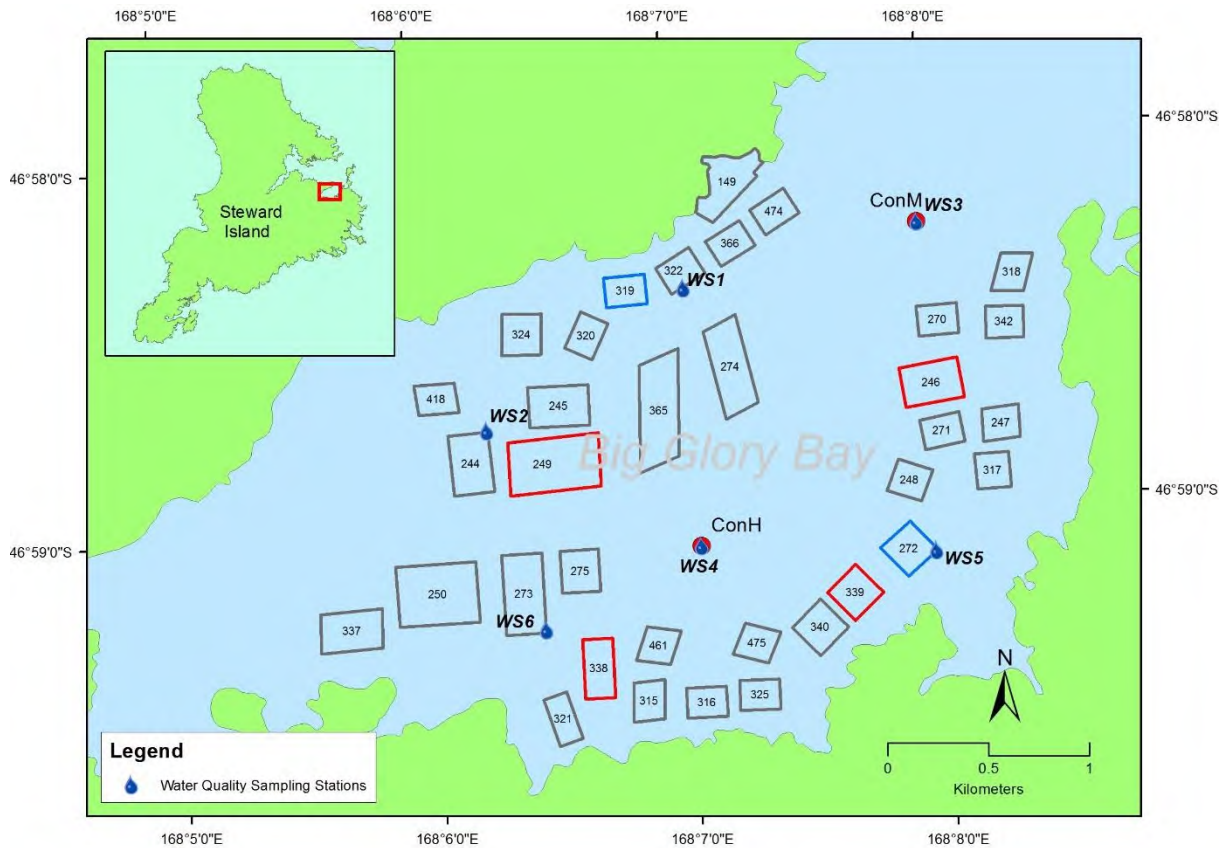 168°5'0"E 168°6'0"E 168°7'0"E 168°8'0"E
46°58'0"S
46°58'0"S
Steward
Island
149
474
ConM WS3
366
322
WS1
318
319
324
320
270
342
274
246
418
245
365
WS2
271
247
244
249
Big Glory Bay
248
317
ConH
WS4
46°59'0"S
46°59'0"S
272
WS5
250
273
275
339
WS6
337
340
338
461
475
315
316
325
321
N
Legend
Water Quality Sampling Stations
0 0.5 1
Kilometers
168°5'0"E 168°6'0"E 168°7'0"E 168°8'0"E